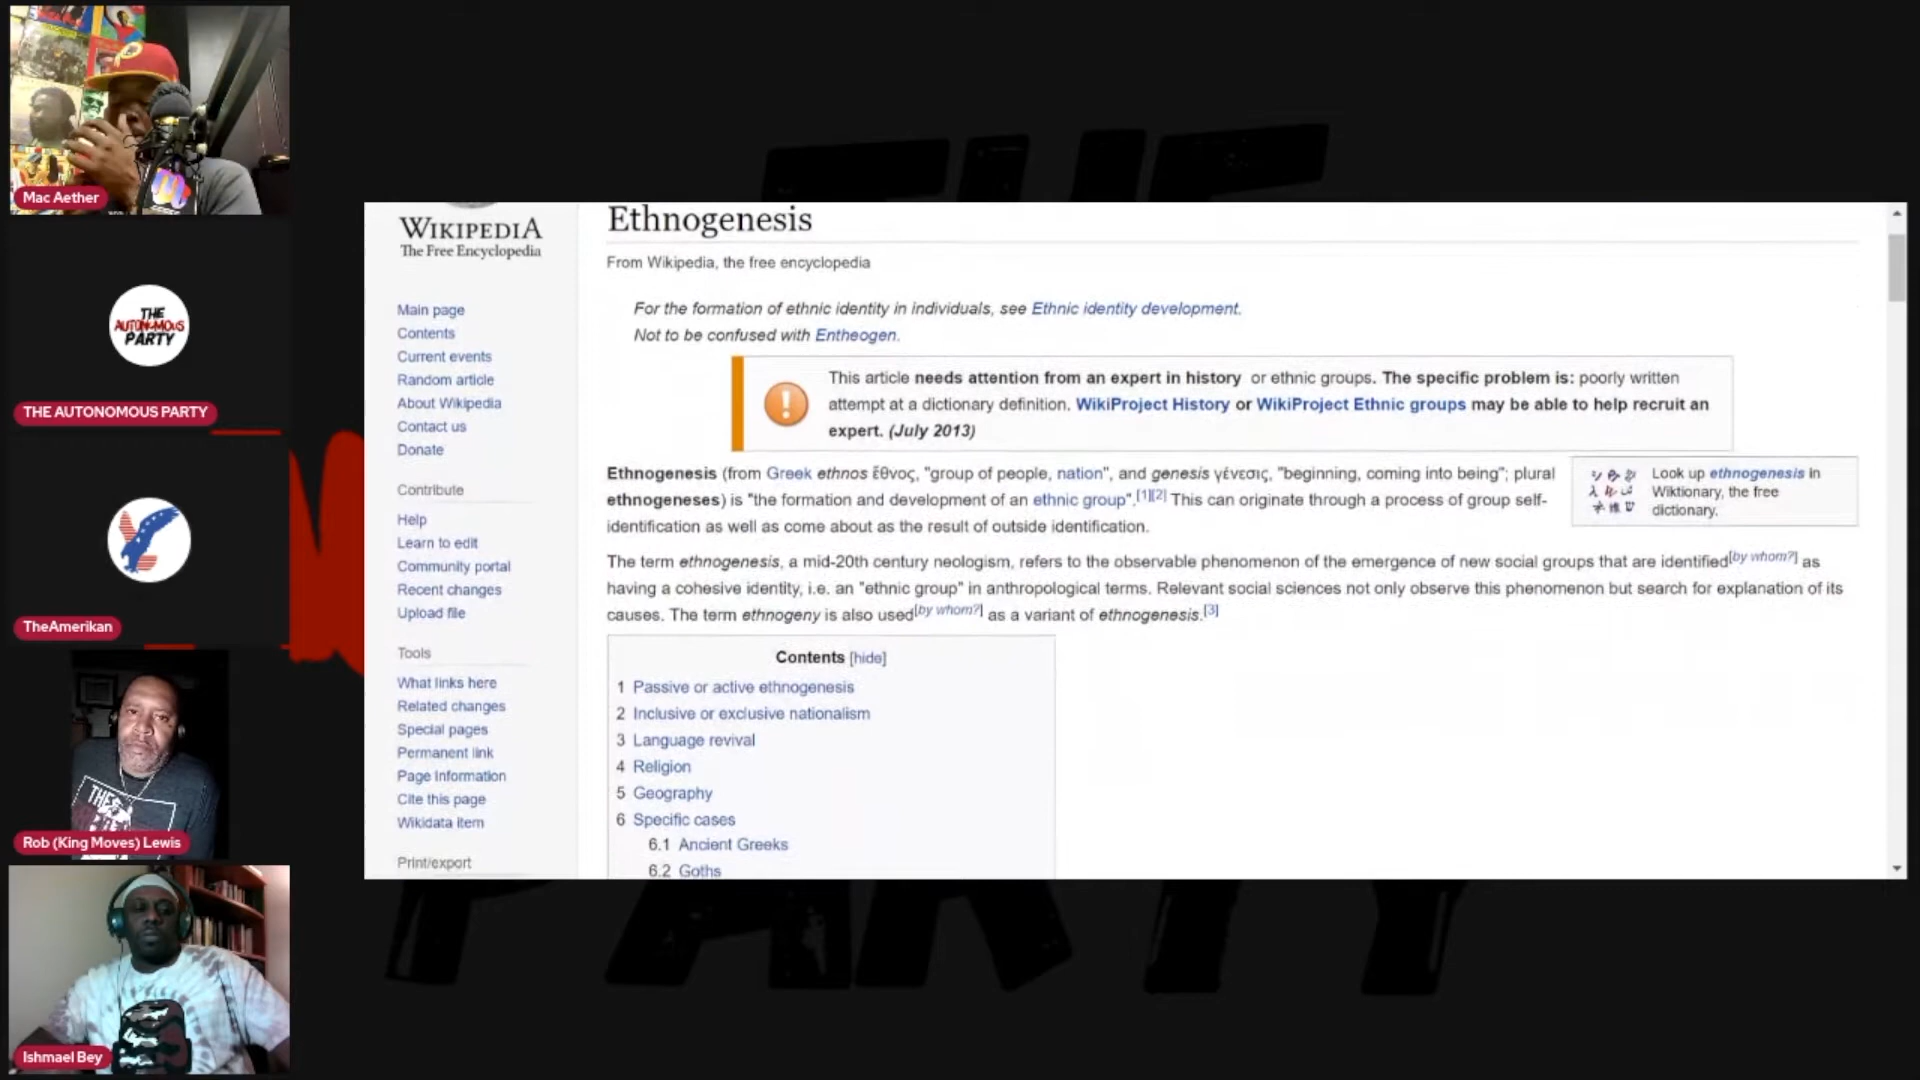 Mac Aether
THE
AUTONOMOUS
PARTY
THE AUTONOMOUS PARTY
TheAmerikan
THE
Rob (King Moves) Lewis
Ishmael Bey
THE
PARTY
WIKIPEDIA
The Free Encyclopedia
Main page
Contents
Current events
Random article
About Wikipedia
Contact us
Donate
Contribute
Help
Learn to edit
Community portal
Recent changes
Upload file
Tools
What links here
Related changes
Special pages
Permanent link
Page information
Cite this page
Wikidata item
Print/export
Ethnogenesis
From Wikipedia, the free encyclopedia
For the formation of ethnic identity in individuals, see Ethnic identity development.
Not to be confused with Entheogen.
This article needs attention from an expert in history or ethnic groups. The specific problem is: poorly written
attempt at a dictionary definition. WikiProject History or WikiProject Ethnic groups may be able to help recruit an
expert. (July 2013)
Ethnogenesis (from Greek ethnos ἔθνος, "group of people, nation", and genesis γένεσις, "beginning, coming into being"; plural
ethnogeneses) is "the formation and development of an ethnic group".[1][2] This can originate through a process of group self-
identification as well as come about as the result of outside identification.
Look up ethnogenesis in
Wiktionary, the free
dictionary.
The term ethnogenesis, a mid-20th century neologism, refers to the observable phenomenon of the emergence of new social groups that are identified[by whom?] as
having a cohesive identity, i.e. an "ethnic group" in anthropological terms. Relevant social sciences not only observe this phenomenon but search for explanation of its
causes. The term ethnogeny is also used[by whom?] as a variant of ethnogenesis.[3]
Contents [hide]
1 Passive or active ethnogenesis
2 Inclusive or exclusive nationalism
3 Language revival
4 Religion
5 Geography
6 Specific cases
6.1 Ancient Greeks
6.2 Goths